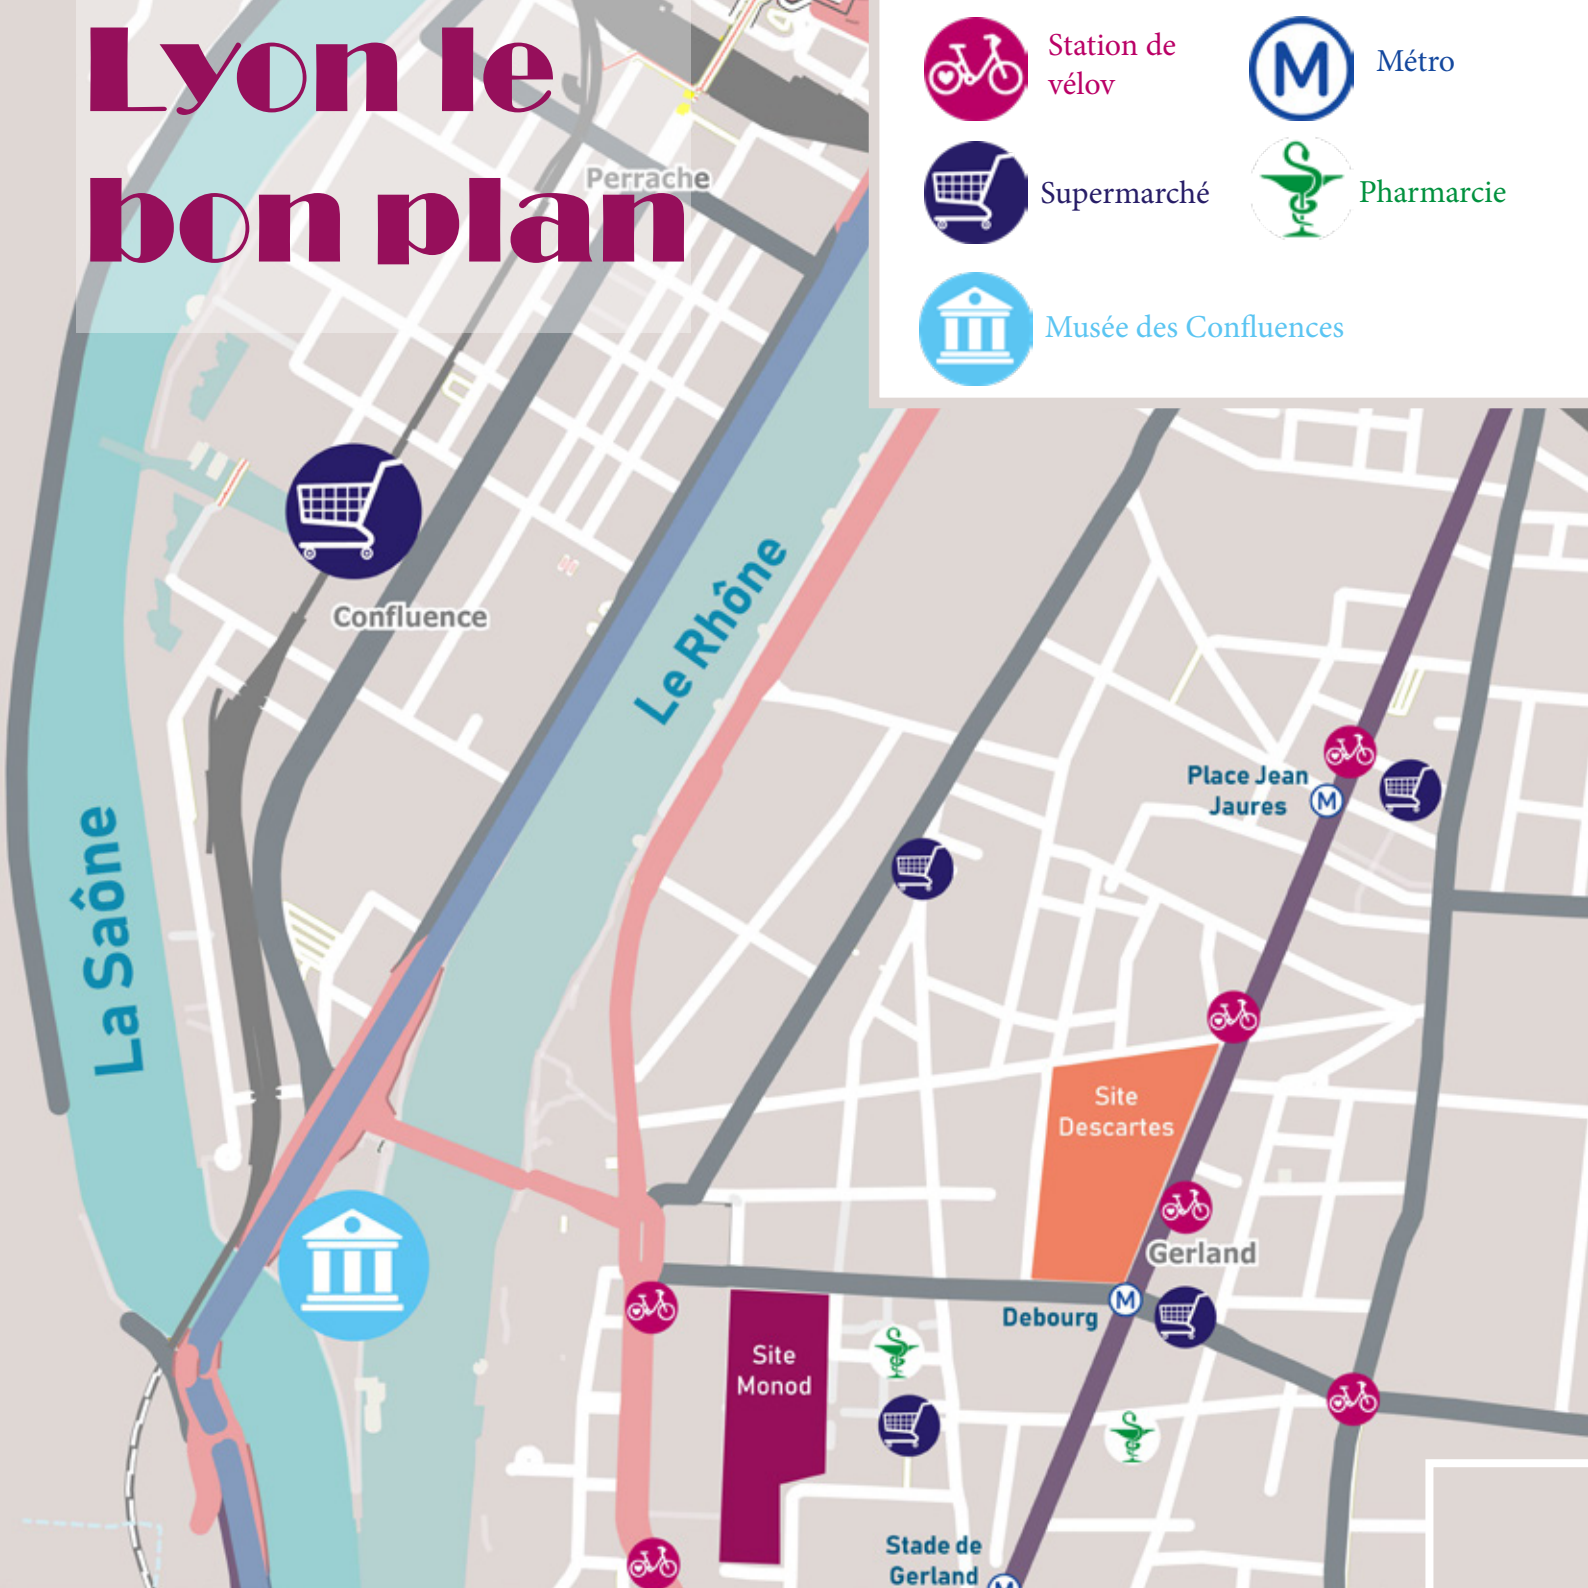 Lyon le
bon plan
Station de
vélov
Métro
Supermarché
Pharmarcie
Musée des Confluences
Perrache
Confluence
Le Rhône
La Saône
Place Jean
Jaures
M
Site
Descartes
Gerland
M
Debourg
Site
Monod
Stade de
Gerland
M